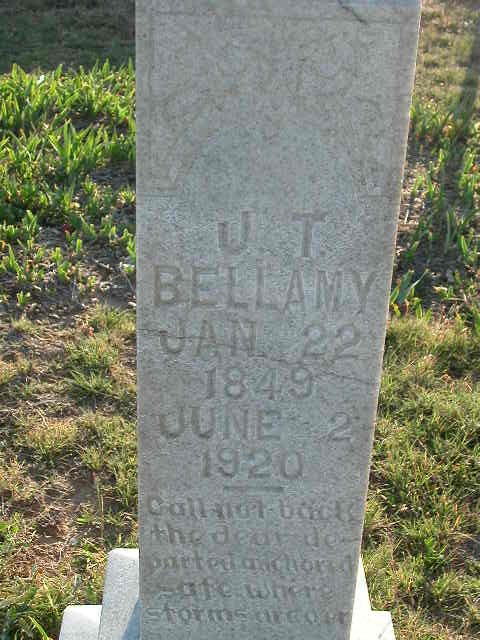 J. T.
BELLAMY
JAN. 22
1849
JUNE 2
1920
Call not back
the dear de-
parted anchored
safe where
storms are oer